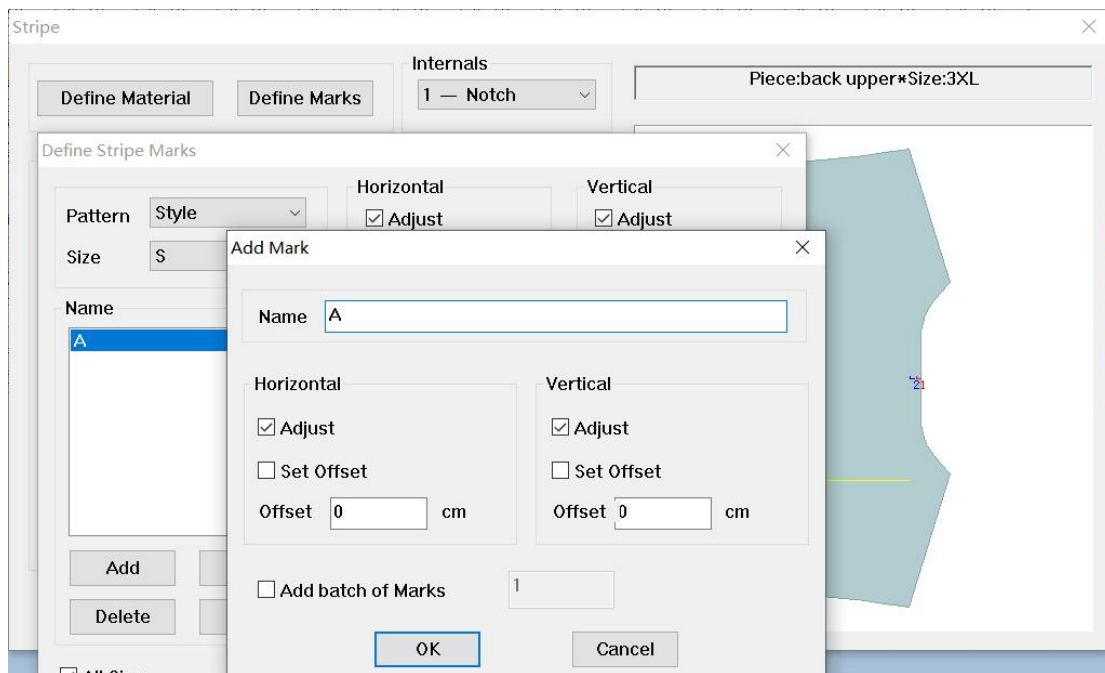 Stripe
Define Material
Define Marks
Internals
1 — Notch
Piece:back upper*Size:3XL
Define Stripe Marks
Pattern
Style
Size
S
Horizontal
Adjust
Vertical
Adjust
Name
A
Add
Delete
Add Mark
Name
A
Horizontal
Adjust
Set Offset
Offset
0
cm
Vertical
Adjust
Set Offset
Offset
0
cm
Add batch of Marks
1
OK
Cancel
21